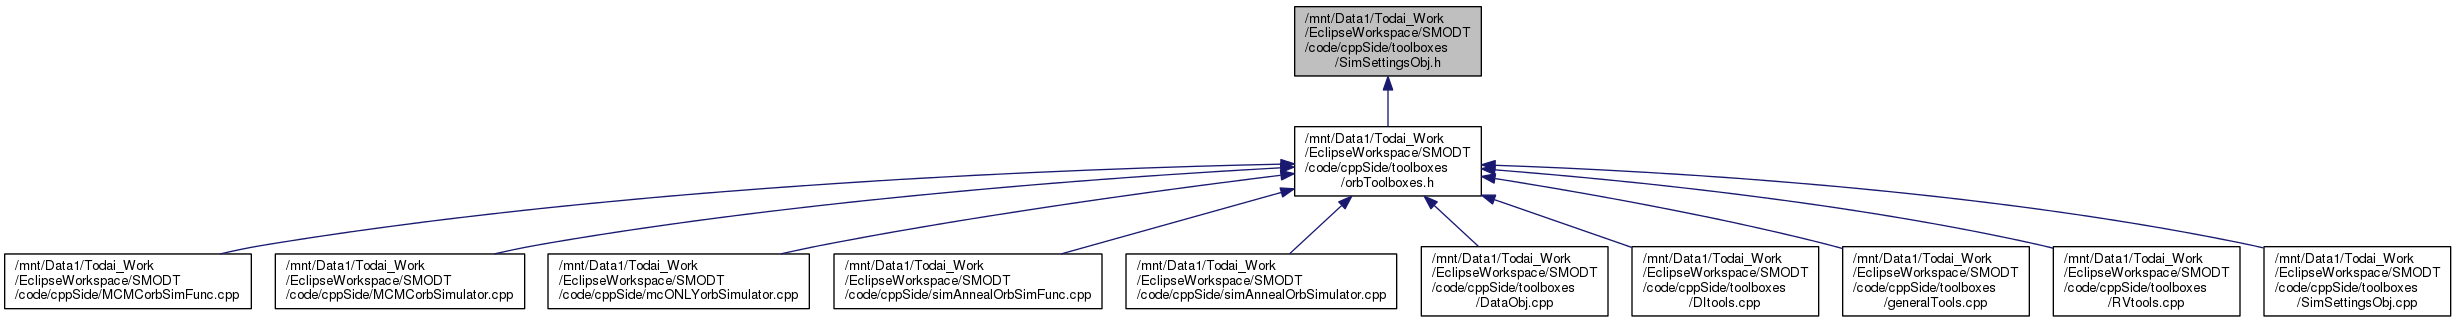 /mnt/Data1/Todai_Work
/EclipseWorkspace/SMODT
/code/cppSide/toolboxes
/SimSettingsObj.h
/mnt/Data1/Todai_Work
/EclipseWorkspace/SMODT
/code/cppSide/toolboxes
/orbToolboxes.h
/mnt/Data1/Todai_Work
/EclipseWorkspace/SMODT
/code/cppSide/MCMCorbSimFunc.cpp
/mnt/Data1/Todai_Work
/EclipseWorkspace/SMODT
/code/cppSide/MCMCorbSimulator.cpp
/mnt/Data1/Todai_Work
/EclipseWorkspace/SMODT
/code/cppSide/mcONLYorbSimulator.cpp
/mnt/Data1/Todai_Work
/EclipseWorkspace/SMODT
/code/cppSide/simAnnealOrbSimFunc.cpp
/mnt/Data1/Todai_Work
/EclipseWorkspace/SMODT
/code/cppSide/simAnnealOrbSimulator.cpp
/mnt/Data1/Todai_Work
/EclipseWorkspace/SMODT
/code/cppSide/toolboxes
/DataObj.cpp
/mnt/Data1/Todai_Work
/EclipseWorkspace/SMODT
/code/cppSide/toolboxes
/DItools.cpp
/mnt/Data1/Todai_Work
/EclipseWorkspace/SMODT
/code/cppSide/toolboxes
/generalTools.cpp
/mnt/Data1/Todai_Work
/EclipseWorkspace/SMODT
/code/cppSide/toolboxes
/RVtools.cpp
/mnt/Data1/Todai_Work
/EclipseWorkspace/SMODT
/code/cppSide/toolboxes
/SimSettingsObj.cpp